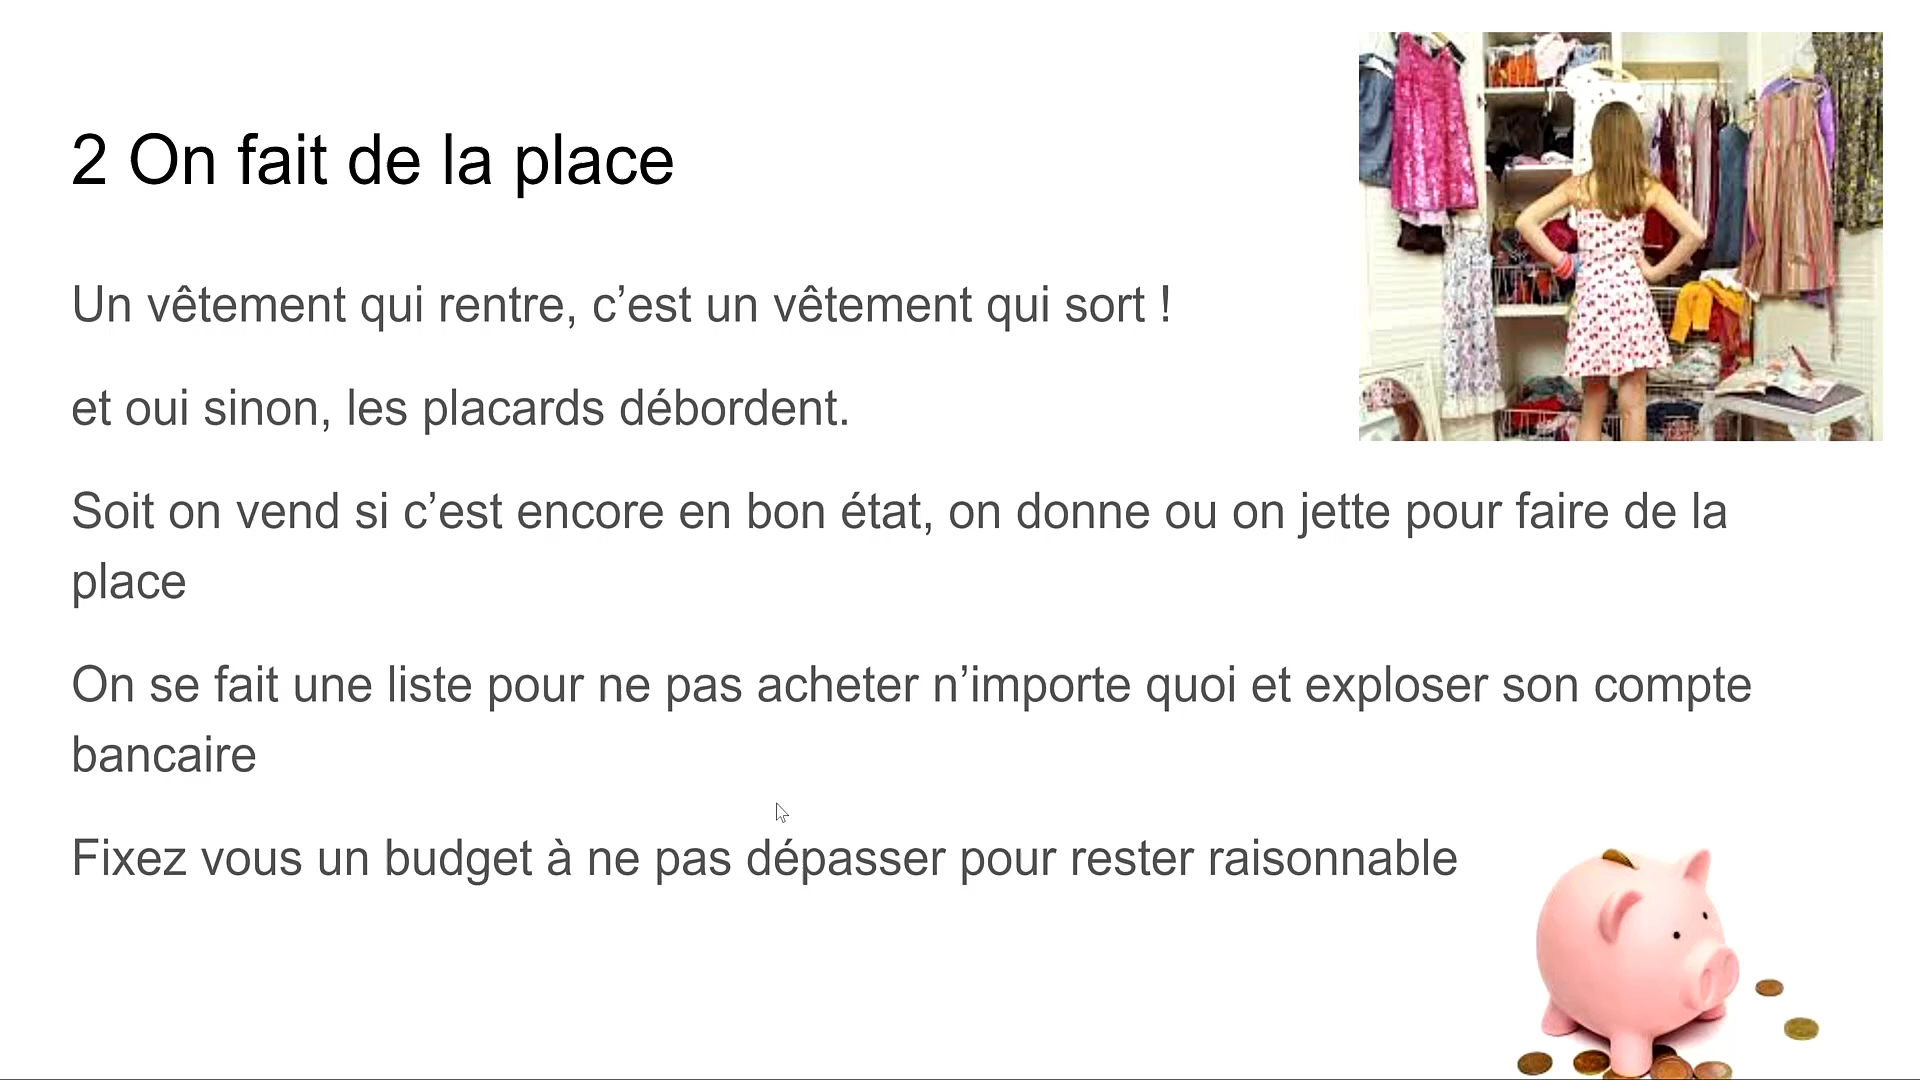 2 On fait de la place
Un vêtement qui rentre, c’est un vêtement qui sort !
et oui sinon, les placards débordent.
Soit on vend si c’est encore en bon état, on donne ou on jette pour faire de la
place
On se fait une liste pour ne pas acheter n’importe quoi et exploser son compte
bancaire
Fixez vous un budget à ne pas dépasser pour rester raisonnable